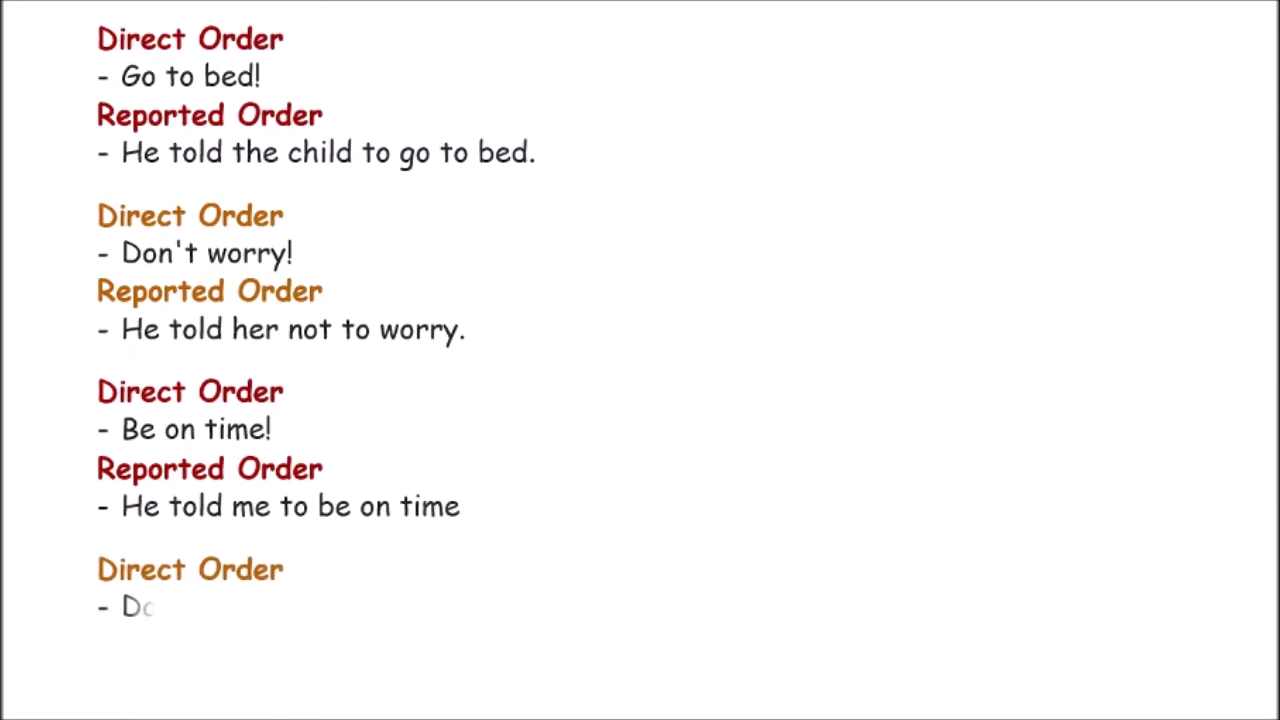 Direct Order
- Go to bed!
Reported Order
- He told the child to go to bed.
Direct Order
- Don't worry!
Reported Order
- He told her not to worry.
Direct Order
- Be on time!
Reported Order
- He told me to be on time
Direct Order
-